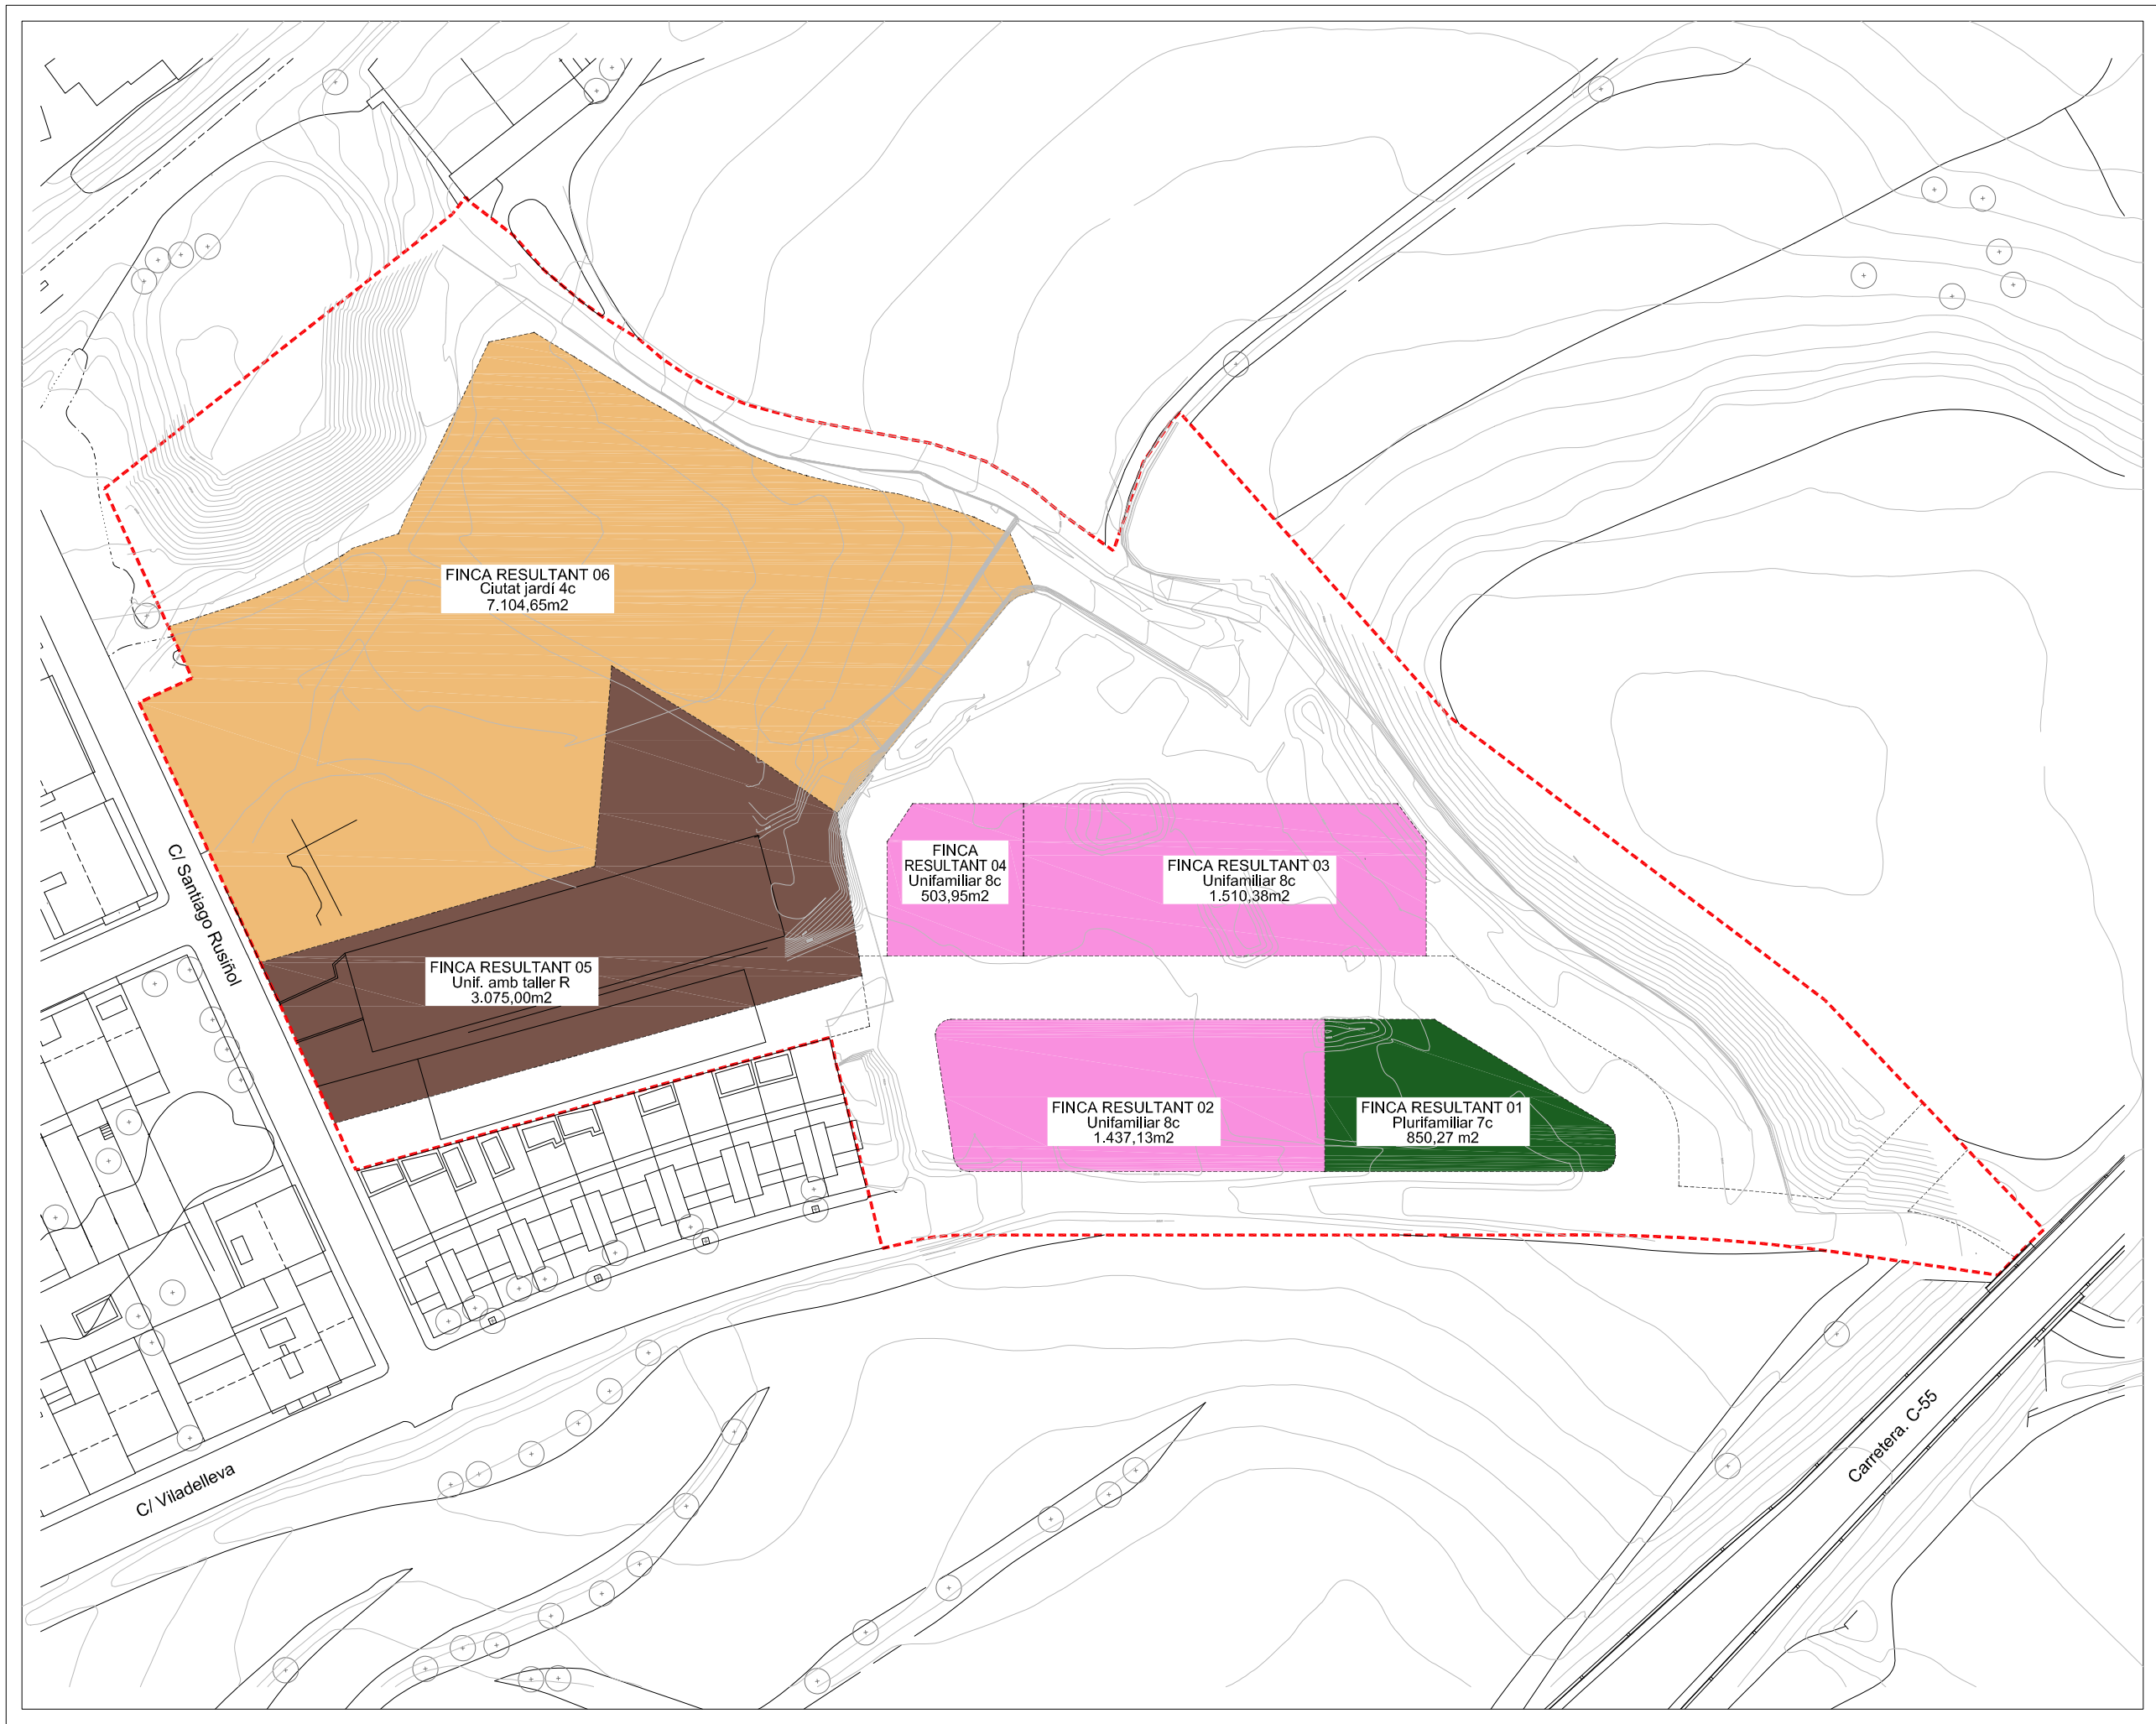 FINCA RESULTANT 06
Ciutat jardí 4c
7.104,65m2
FINCA
RESULTANT 04
Unifamiliar 8c
503,95m2
FINCA RESULTANT 03
Unifamiliar 8c
1.510,38m2
C/ Santiago Rusiñol
FINCA RESULTANT 05
Unif. amb taller R
3.075,00m2
FINCA RESULTANT 02
Unifamiliar 8c
1.437,13m2
FINCA RESULTANT 01
Plurifamiliar 7c
850,27 m2
C/ Viladelleva
Carretera. C-55